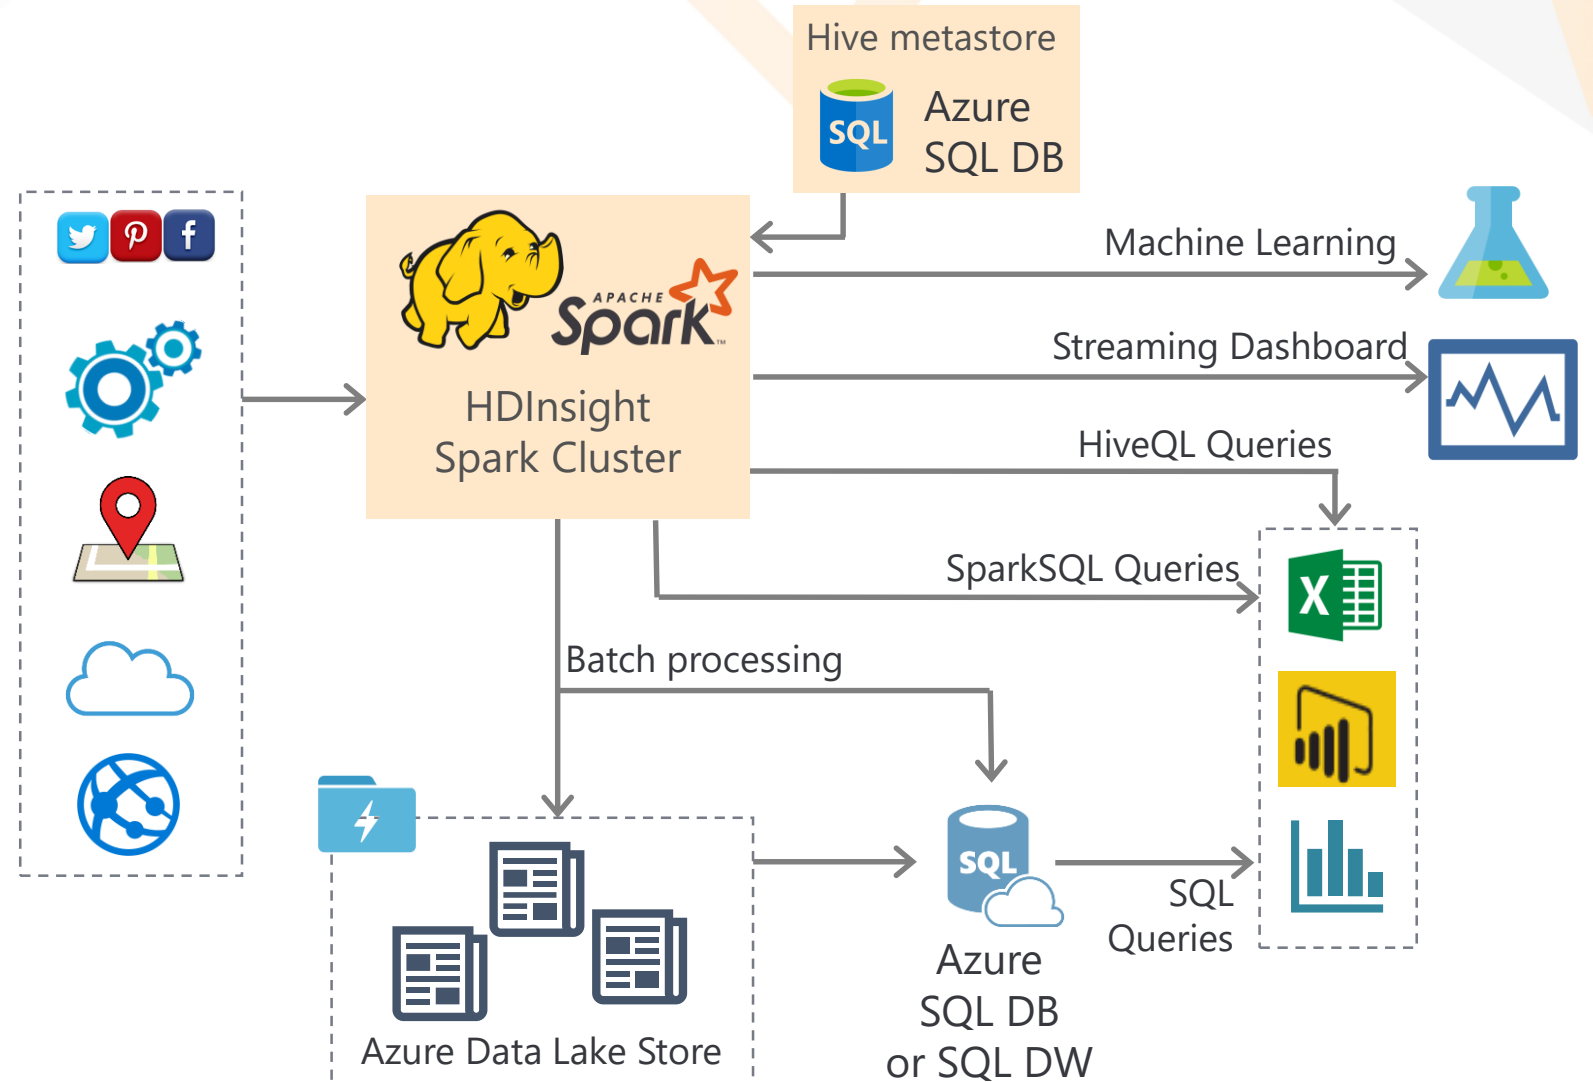 Hive metastore
SQL
Azure
SQL DB
f
APACHE
Spark™
HDInsight
Spark Cluster
Machine Learning
Streaming Dashboard
HiveQL Queries
SparkSQL Queries
X
Batch processing
SQL
SQL
Queries
Azure
SQL DB
or SQL DW
Azure Data Lake Store